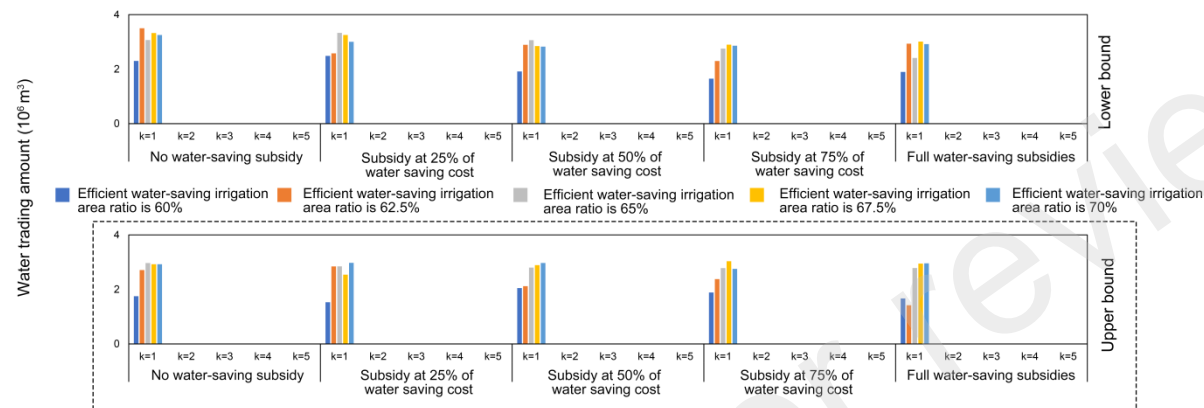 Water trading amount (10⁶ m³)
4
2
0
k=1 k=2 k=3 k=4 k=5 k=1 k=2 k=3 k=4 k=5 k=1 k=2 k=3 k=4 k=5 k=1 k=2 k=3 k=4 k=5 k=1 k=2 k=3 k=4 k=5
No water-saving subsidy
Subsidy at 25% of
water saving cost
Subsidy at 50% of
water saving cost
Subsidy at 75% of
water saving cost
Full water-saving subsidies
Lower bound
Efficient water-saving irrigation
area ratio is 60%
Efficient water-saving irrigation
area ratio is 62.5%
Efficient water-saving irrigation
area ratio is 65%
Efficient water-saving irrigation
area ratio is 67.5%
Efficient water-saving irrigation
area ratio is 70%
4
2
0
k=1 k=2 k=3 k=4 k=5 k=1 k=2 k=3 k=4 k=5 k=1 k=2 k=3 k=4 k=5 k=1 k=2 k=3 k=4 k=5 k=1 k=2 k=3 k=4 k=5
No water-saving subsidy
Subsidy at 25% of
water saving cost
Subsidy at 50% of
water saving cost
Subsidy at 75% of
water saving cost
Full water-saving subsidies
Upper bound